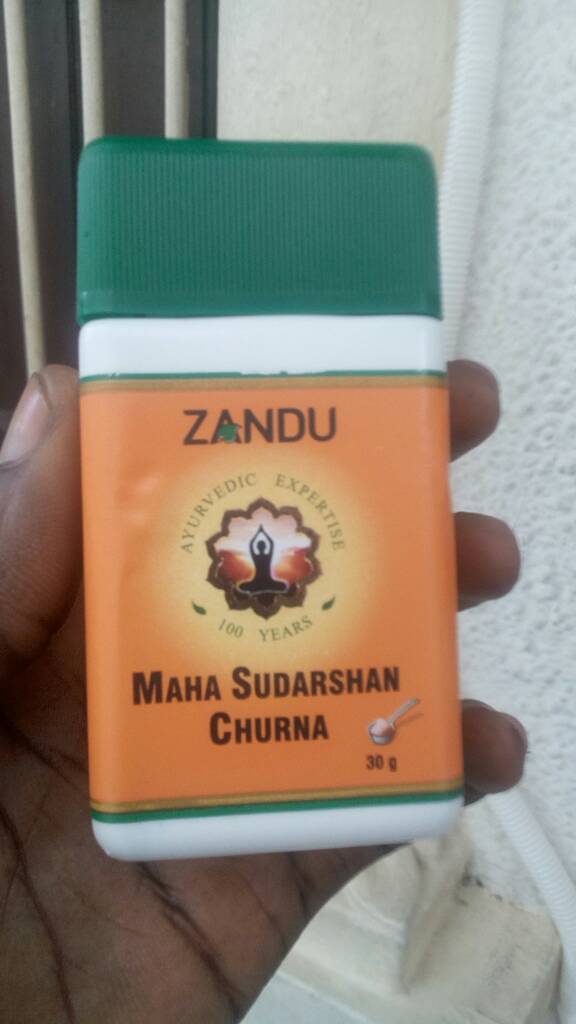 ZANDU
AYURVEDIC EXPERTISE
100 YEARS
MAHA SUDARSHAN
CHURNA
30 g